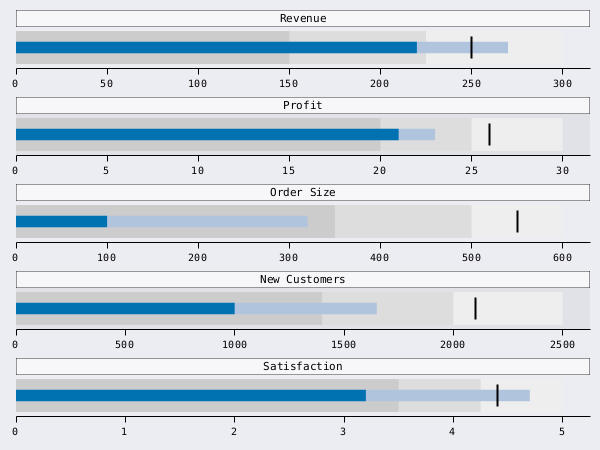 Revenue
0 50 100 150 200 250 300
Profit
0 5 10 15 20 25 30
Order Size
0 100 200 300 400 500 600
New Customers
0 500 1000 1500 2000 2500
Satisfaction
0 1 2 3 4 5